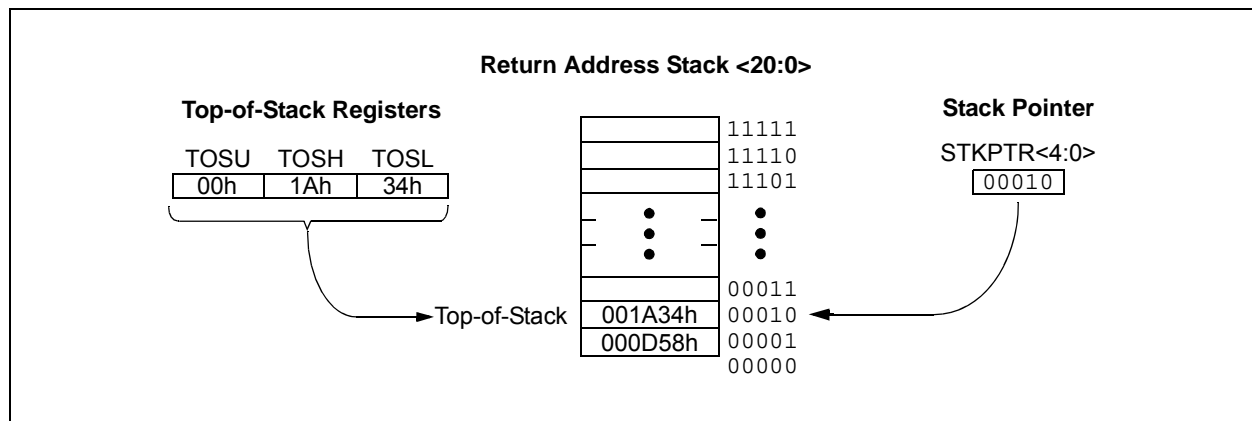 Return Address Stack <20:0>
Top-of-Stack Registers
Stack Pointer
TOSU TOSH TOSL
STKPTR<4:0>
00h 1Ah 34h
00010
11111
11110
11101
00011
Top-of-Stack 001A34h 00010
000D58h 00001
00000